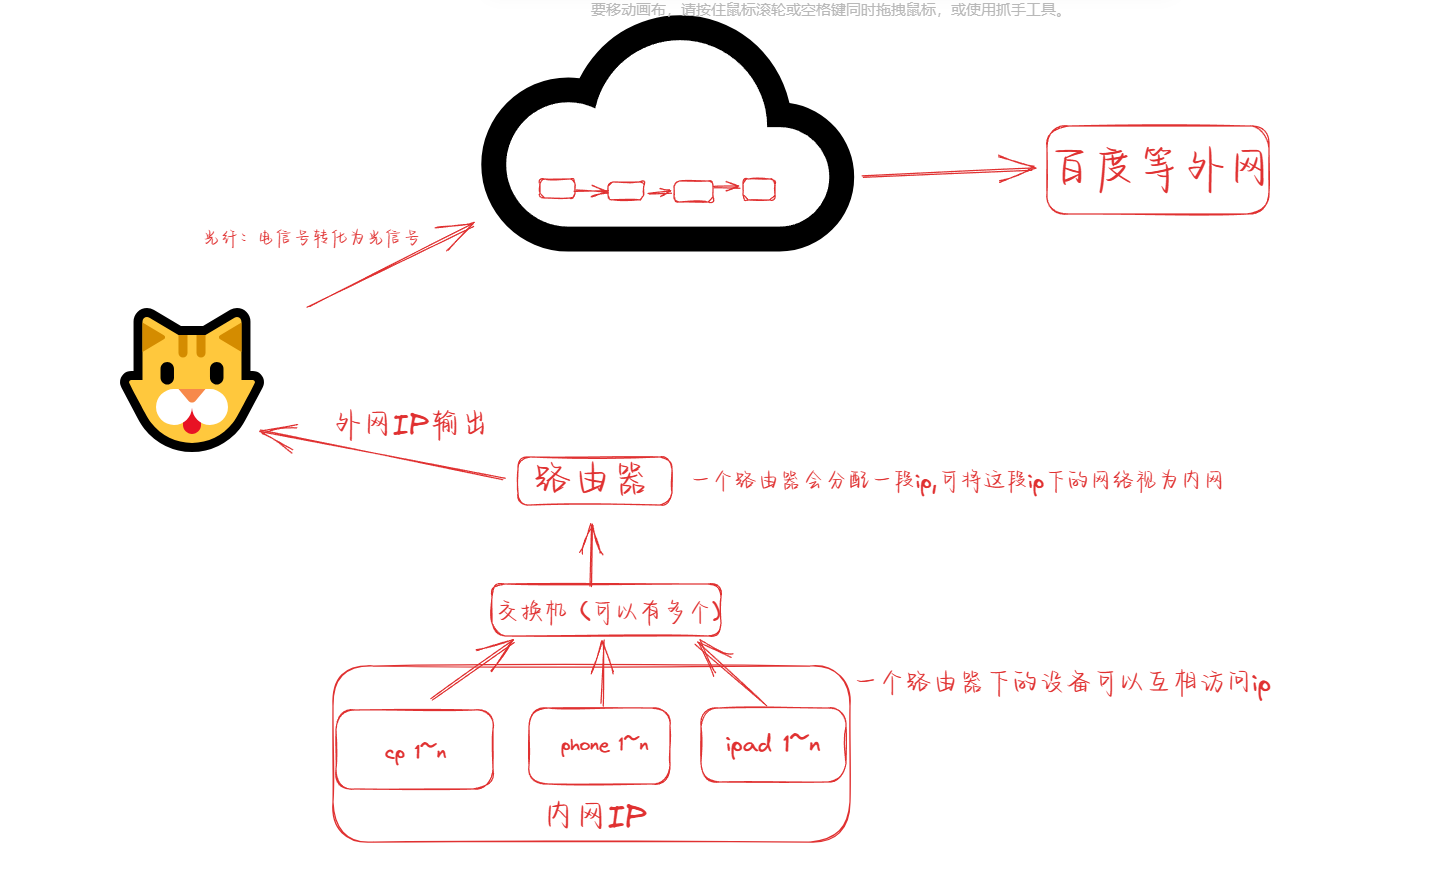 要移动画布，请按住鼠标滚轮或空格键同时拖拽鼠标，或使用抓手工具。
百度等外网
光纤：电信号转化为光信号
外网IP输出
路由器
一个路由器会分配一段ip,可将这段ip下的网络视为内网
交换机（可以有多个）
一个路由器下的设备可以互相访问ip
cp 1~n
phone 1~n
ipad 1~n
内网IP